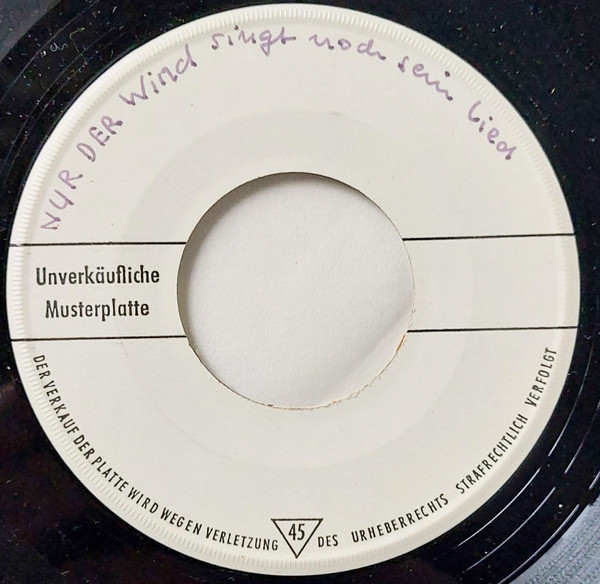 NUR DER Wind singt noch sein Lied
Unverkäufliche
Musterplatte
DER VERKAUF DER PLATTE WIRD WEGEN VERLETZUNG DES URHEBERRECHTS STRAFRECHTLICH VERFOLGT
45